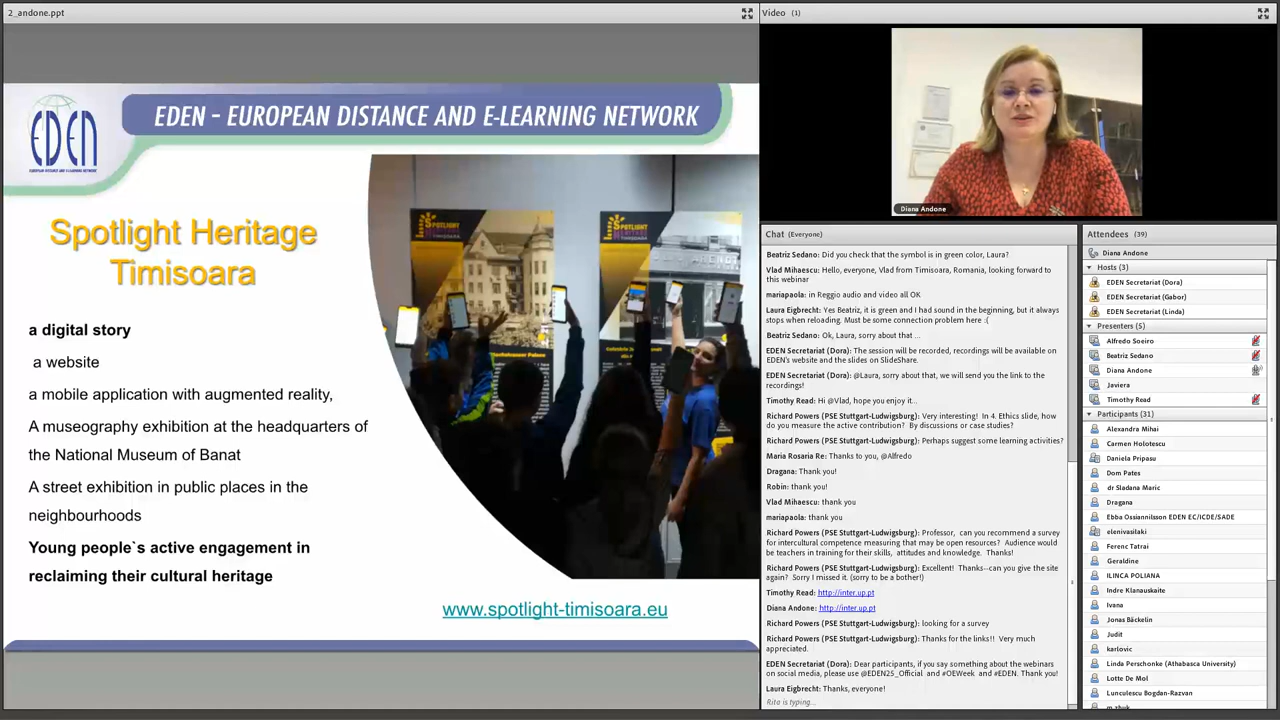 2_andone.ppt
EDEN
EUROPEAN DISTANCE AND E-LEARNING NETWORK
EDEN – EUROPEAN DISTANCE AND E-LEARNING NETWORK
Spotlight Heritage
Timisoara
a digital story
a website
a mobile application with augmented reality,
A museography exhibition at the headquarters of
the National Museum of Banat
A street exhibition in public places in the
neighbourhoods
Young people`s active engagement in
reclaiming their cultural heritage
SPOTLIGHT
HERITAGE
TIMISOARA
SPOTLIGHT
HERITAGE
TIMISOARA
www.spotlight-timisoara.eu
Video (1)
Diana Andone
Chat (Everyone)
Beatriz Sedano: Did you check that the symbol is in green color, Laura?
Vlad Mihaescu: Hello, everyone, Vlad from Timisoara, Romania, looking forward to
this webinar
mariapaola: in Reggio audio and video all OK
Laura Eigbrecht: Yes Beatriz, it is green and I had sound in the beginning, but it always
stops when reloading. Must be some connection problem here :(
Beatriz Sedano: Ok, Laura, sorry about that ...
EDEN Secretariat (Dora): The session will be recorded, recordings will be available on
EDEN's website and the slides on SlideShare.
EDEN Secretariat (Dora): @Laura, sorry about that, we will send you the link to the
recordings!
Timothy Read: Hi @Vlad, hope you enjoy it...
Richard Powers (PSE Stuttgart-Ludwigsburg): Very interesting! In 4. Ethics slide, how
do you measure the active contribution? By discussions or case studies?
Richard Powers (PSE Stuttgart-Ludwigsburg): Perhaps suggest some learning activities?
Maria Rosaria Re: Thanks to you, @Alfredo
Dragana: Thank you!
Robin: thank you!
Vlad Mihaescu: thank you
mariapaola: thank you
Richard Powers (PSE Stuttgart-Ludwigsburg): Professor, can you recommend a survey
for intercultural competence measuring that may be open resources? Audience would
be teachers in training for their skills, attitudes and knowledge. Thanks!
Richard Powers (PSE Stuttgart-Ludwigsburg): Excellent! Thanks--can you give the site
again? Sorry I missed it. (sorry to be a bother!)
Timothy Read: http://inter.up.pt
Diana Andone: http://inter.up.pt
Richard Powers (PSE Stuttgart-Ludwigsburg): looking for a survey
Richard Powers (PSE Stuttgart-Ludwigsburg): Thanks for the links!! Very much
appreciated.
EDEN Secretariat (Dora): Dear participants, if you say something about the webinars
on social media, please use @EDEN25_Official and #OEWeek and #EDEN. Thank you!
Laura Eigbrecht: Thanks, everyone!
Rita is typing...
Attendees (39)
Diana Andone
Hosts (3)
EDEN Secretariat (Dora)
EDEN Secretariat (Gabor)
EDEN Secretariat (Linda)
Presenters (5)
Alfredo Soeiro
Beatriz Sedano
Diana Andone
Javiera
Timothy Read
Participants (31)
Alexandra Mihai
Carmen Holotescu
Daniela Pripasu
Dom Pates
dr Sladana Maric
Dragana
Ebba Ossiannilsson EDEN EC/ICDE/SADE
elenivasilaki
Ferenc Tatrai
Geraldine
ILINCA POLIANA
Indre Klanauskaite
Ivana
Jonas Bäckelin
Judit
karlovic
Linda Pershonke (Athabasca University)
Lotte De Mol
Lunculescu Bogdan-Razvan